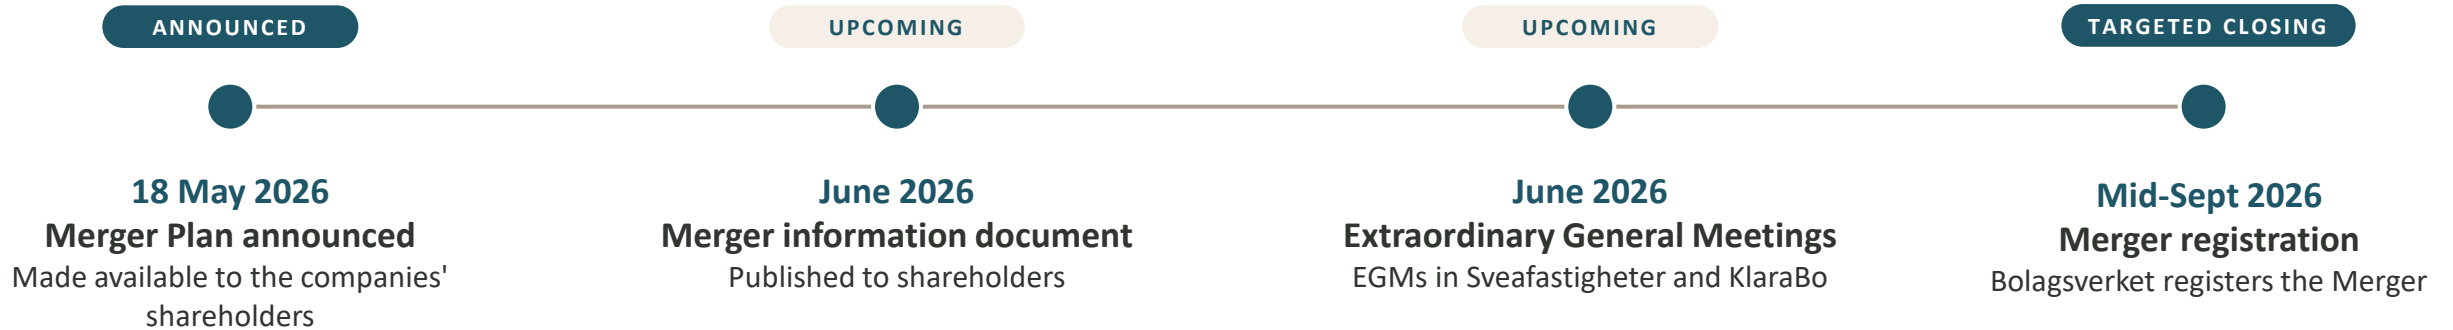 ANNOUNCED
18 May 2026
Merger Plan announced
Made available to the companies'
shareholders
UPCOMING
June 2026
Merger information document
Published to shareholders
UPCOMING
June 2026
Extraordinary General Meetings
EGMs in Sveafastigheter and KlaraBo
TARGETED CLOSING
Mid-Sept 2026
Merger registration
Bolagsverket registers the Merger